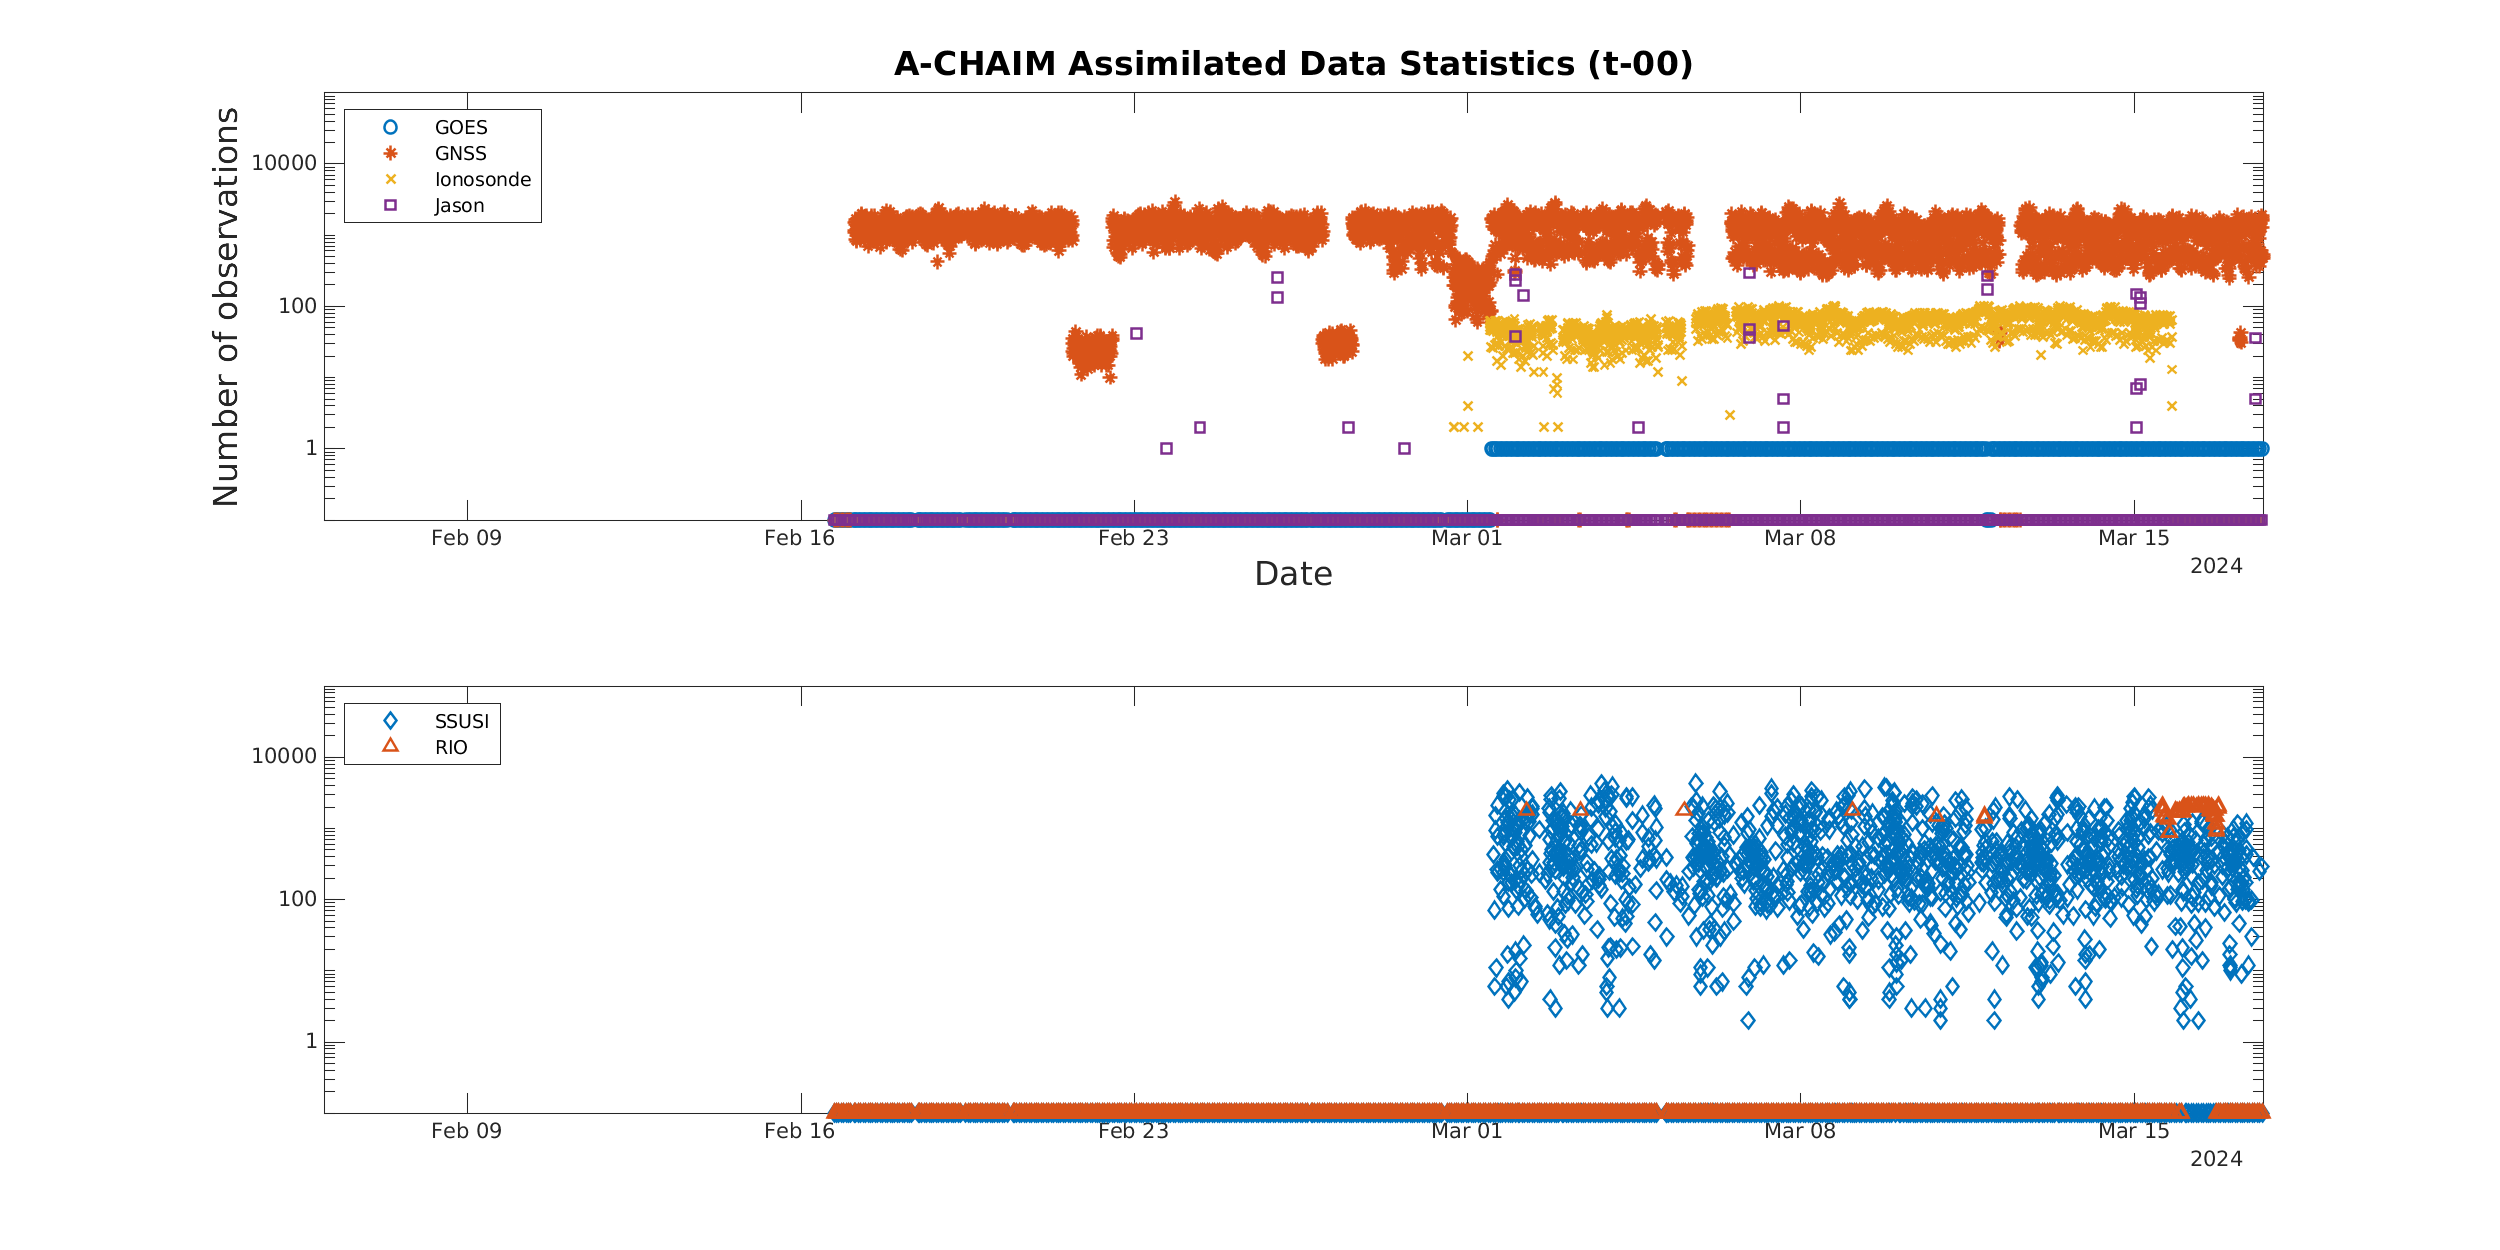 A-CHAIM Assimilated Data Statistics (t-00)
Number of observations
10000
100
1
GOES
GNSS
Ionosonde
Jason
Feb 09 Feb 16 Feb 23 Mar 01 Mar 08 Mar 15
2024
Date
10000
100
1
SSUSI
RIO
Feb 09 Feb 16 Feb 23 Mar 01 Mar 08 Mar 15
2024